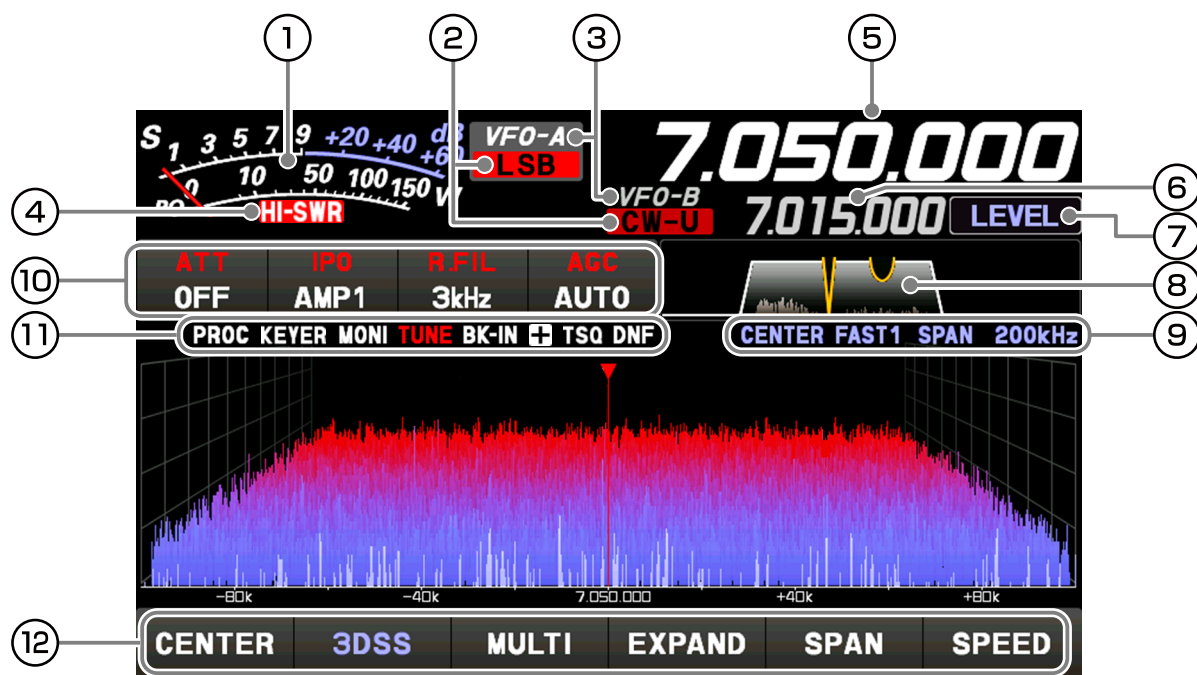 1 2 3 5
S 1 3 5 7 9 +20 +40 +60 dB
VFO-A
LSB
7.050.000
PO 0 10 50 100 150 W
HI-SWR
4
VFO-B
CW-U
7.015.000
LEVEL
6
7
10
ATT IPO R.FIL AGC
OFF AMP1 3kHz AUTO
8
11
PROC KEYER MONI TUNE BK-IN + TSQ DNF
CENTER FAST1 SPAN 200kHz
9
-80k -40k 7.050.000 +40k +80k
12
CENTER 3DSS MULTI EXPAND SPAN SPEED